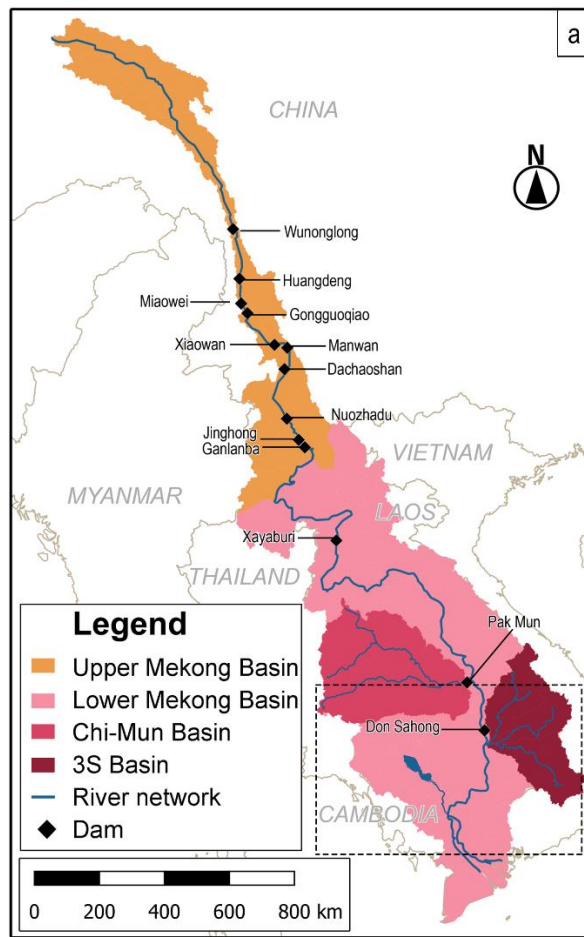 a
CHINA
N
Wunonglong
Huangdeng
Miaowei
Gongguoqiao
Xiaowan
Manwan
Dachaoshan
Nuozhadu
Jinghong
Ganlanba
VIETNAM
MYANMAR
LAOS
Xayaburi
THAILAND
Pak Mun
Don Sahong
CAMBODIA
Legend
Upper Mekong Basin
Lower Mekong Basin
Chi-Mun Basin
3S Basin
River network
Dam
0 200 400 600 800 km